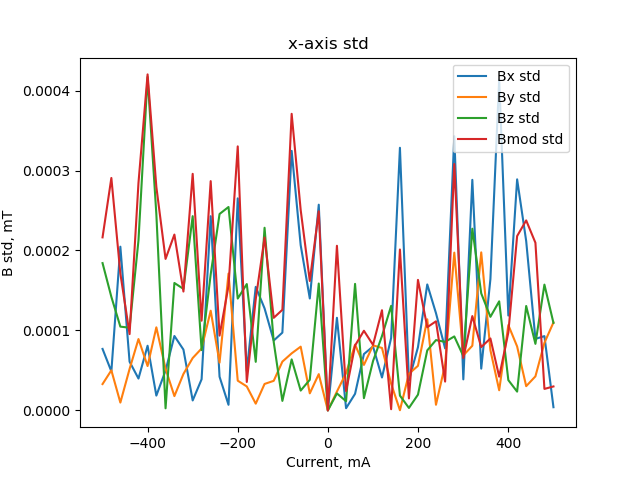 x-axis std
Bx std
By std
Bz std
Bmod std
0.0004
0.0003
0.0002
0.0001
0.0000
B std, mT
−400
−200
0
200
400
Current, mA